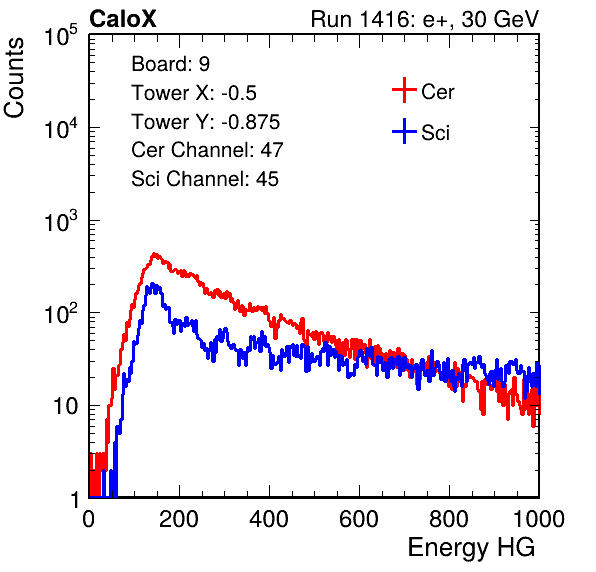 CaloX Run 1416: e+, 30 GeV
Counts
Board: 9
Tower X: -0.5
Tower Y: -0.875
Cer Channel: 47
Sci Channel: 45
Cer
Sci
10^5
10^4
10^3
10^2
10
1
0 200 400 600 800 1000
Energy HG